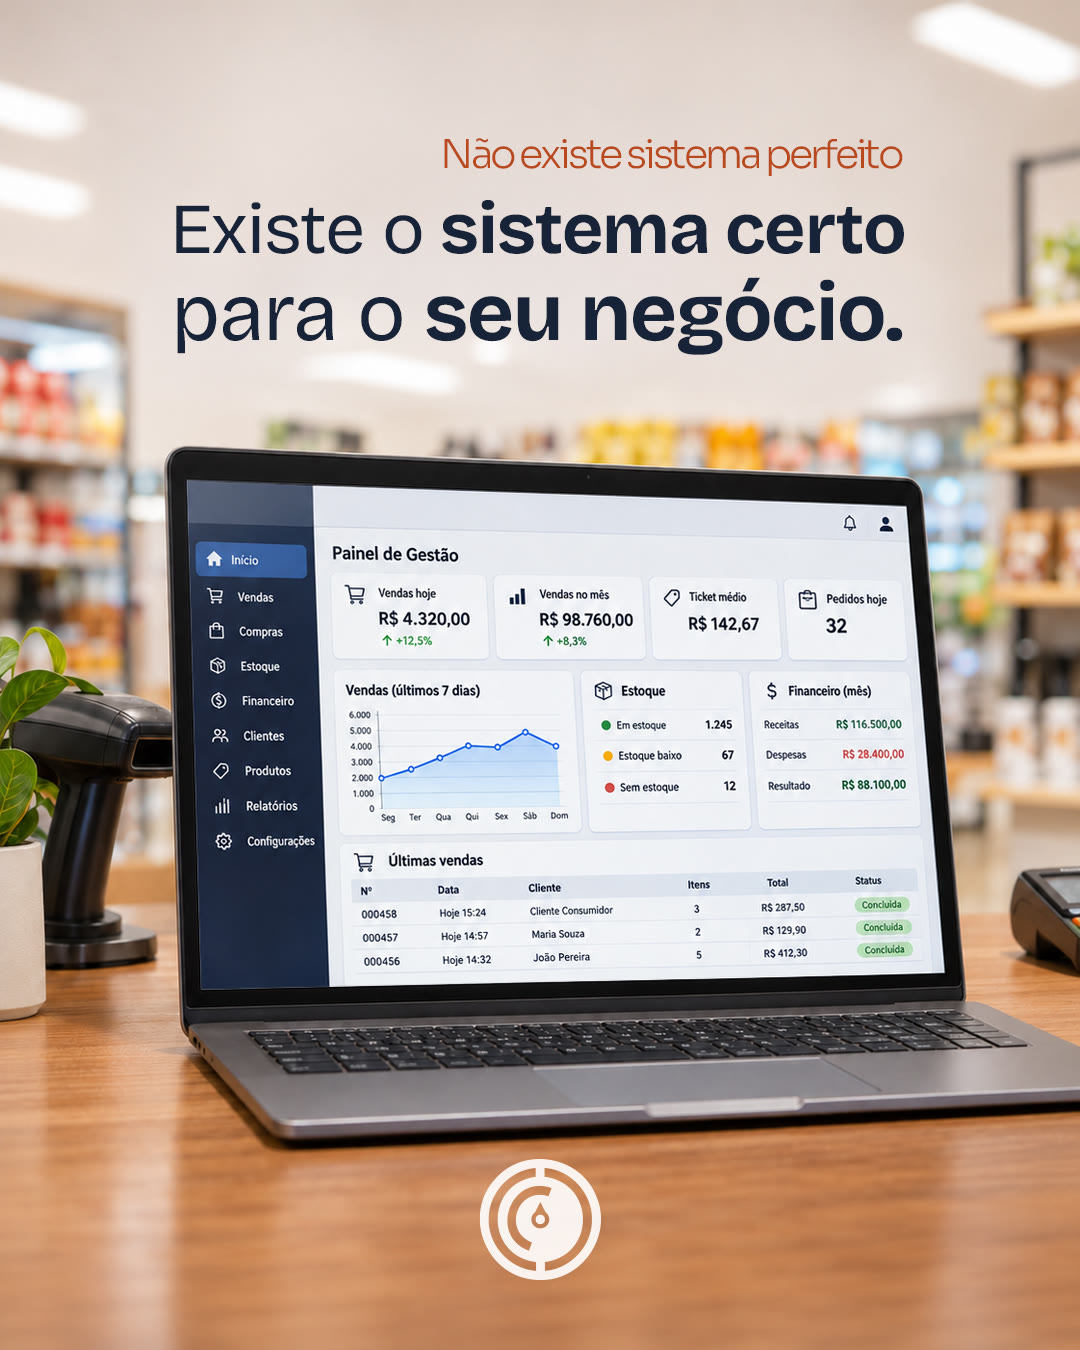 Não existe sistema perfeito
Existe o sistema certo
para o seu negócio.
Início
Vendas
Compras
Estoque
Financeiro
Clientes
Produtos
Relatórios
Configurações
Painel de Gestão
Vendas hoje
R$ 4.320,00
+12,5%
Vendas no mês
R$ 98.760,00
+8,3%
Ticket médio
R$ 142,67
Pedidos hoje
32
Vendas (últimos 7 dias)
6.000
5.000
4.000
3.000
2.000
1.000
0
Seg Ter Qua Qui Sex Sáb Dom
Estoque
Em estoque 1.245
Estoque baixo 67
Sem estoque 12
$ Financeiro (mês)
Receitas R$ 116.500,00
Despesas R$ 28.400,00
Resultado R$ 88.100,00
Últimas vendas
Nº Data Cliente Itens Total Status
000458 Hoje 15:24 Cliente Consumidor 3 R$ 287,50 Concluída
000457 Hoje 14:57 Maria Souza 2 R$ 129,90 Concluída
000456 Hoje 14:32 João Pereira 5 R$ 412,30 Concluída